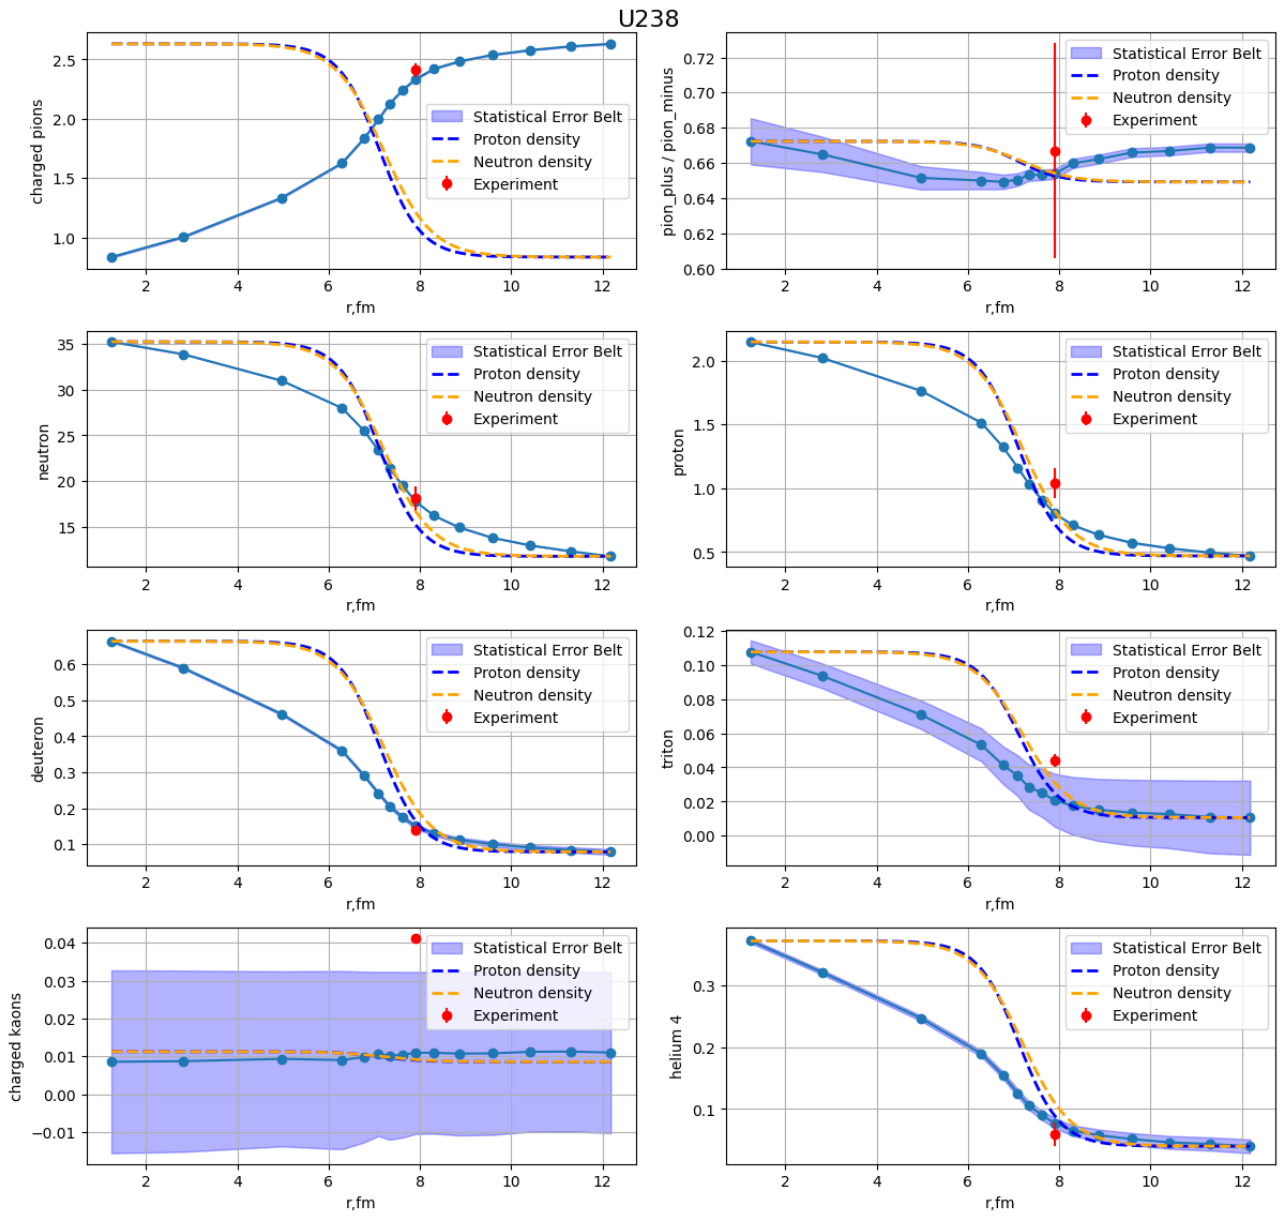 U238
charged pions
2.5
2.0
1.5
1.0
Statistical Error Belt
Proton density
Neutron density
Experiment
2 4 6 8 10 12
r,fm
pion_plus / pion_minus
0.72
0.70
0.68
0.66
0.64
0.62
0.60
Statistical Error Belt
Proton density
Neutron density
Experiment
2 4 6 8 10 12
r,fm
neutron
35
30
25
20
15
Statistical Error Belt
Proton density
Neutron density
Experiment
2 4 6 8 10 12
r,fm
proton
2.0
1.5
1.0
0.5
Statistical Error Belt
Proton density
Neutron density
Experiment
2 4 6 8 10 12
r,fm
deuteron
0.6
0.5
0.4
0.3
0.2
0.1
Statistical Error Belt
Proton density
Neutron density
Experiment
2 4 6 8 10 12
r,fm
triton
0.12
0.10
0.08
0.06
0.04
0.02
0.00
Statistical Error Belt
Proton density
Neutron density
Experiment
2 4 6 8 10 12
r,fm
charged kaons
0.04
0.03
0.02
0.01
0.00
−0.01
Statistical Error Belt
Proton density
Neutron density
Experiment
2 4 6 8 10 12
r,fm
helium 4
0.3
0.2
0.1
Statistical Error Belt
Proton density
Neutron density
Experiment
2 4 6 8 10 12
r,fm